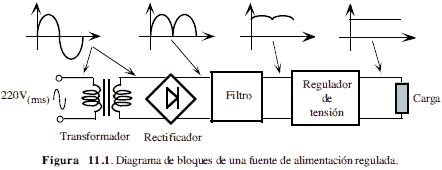 220V(rms)
Filtro
Regulador
de
tensión
Carga
Transformador
Rectificador
Figura 11.1. Diagrama de bloques de una fuente de alimentación regulada.